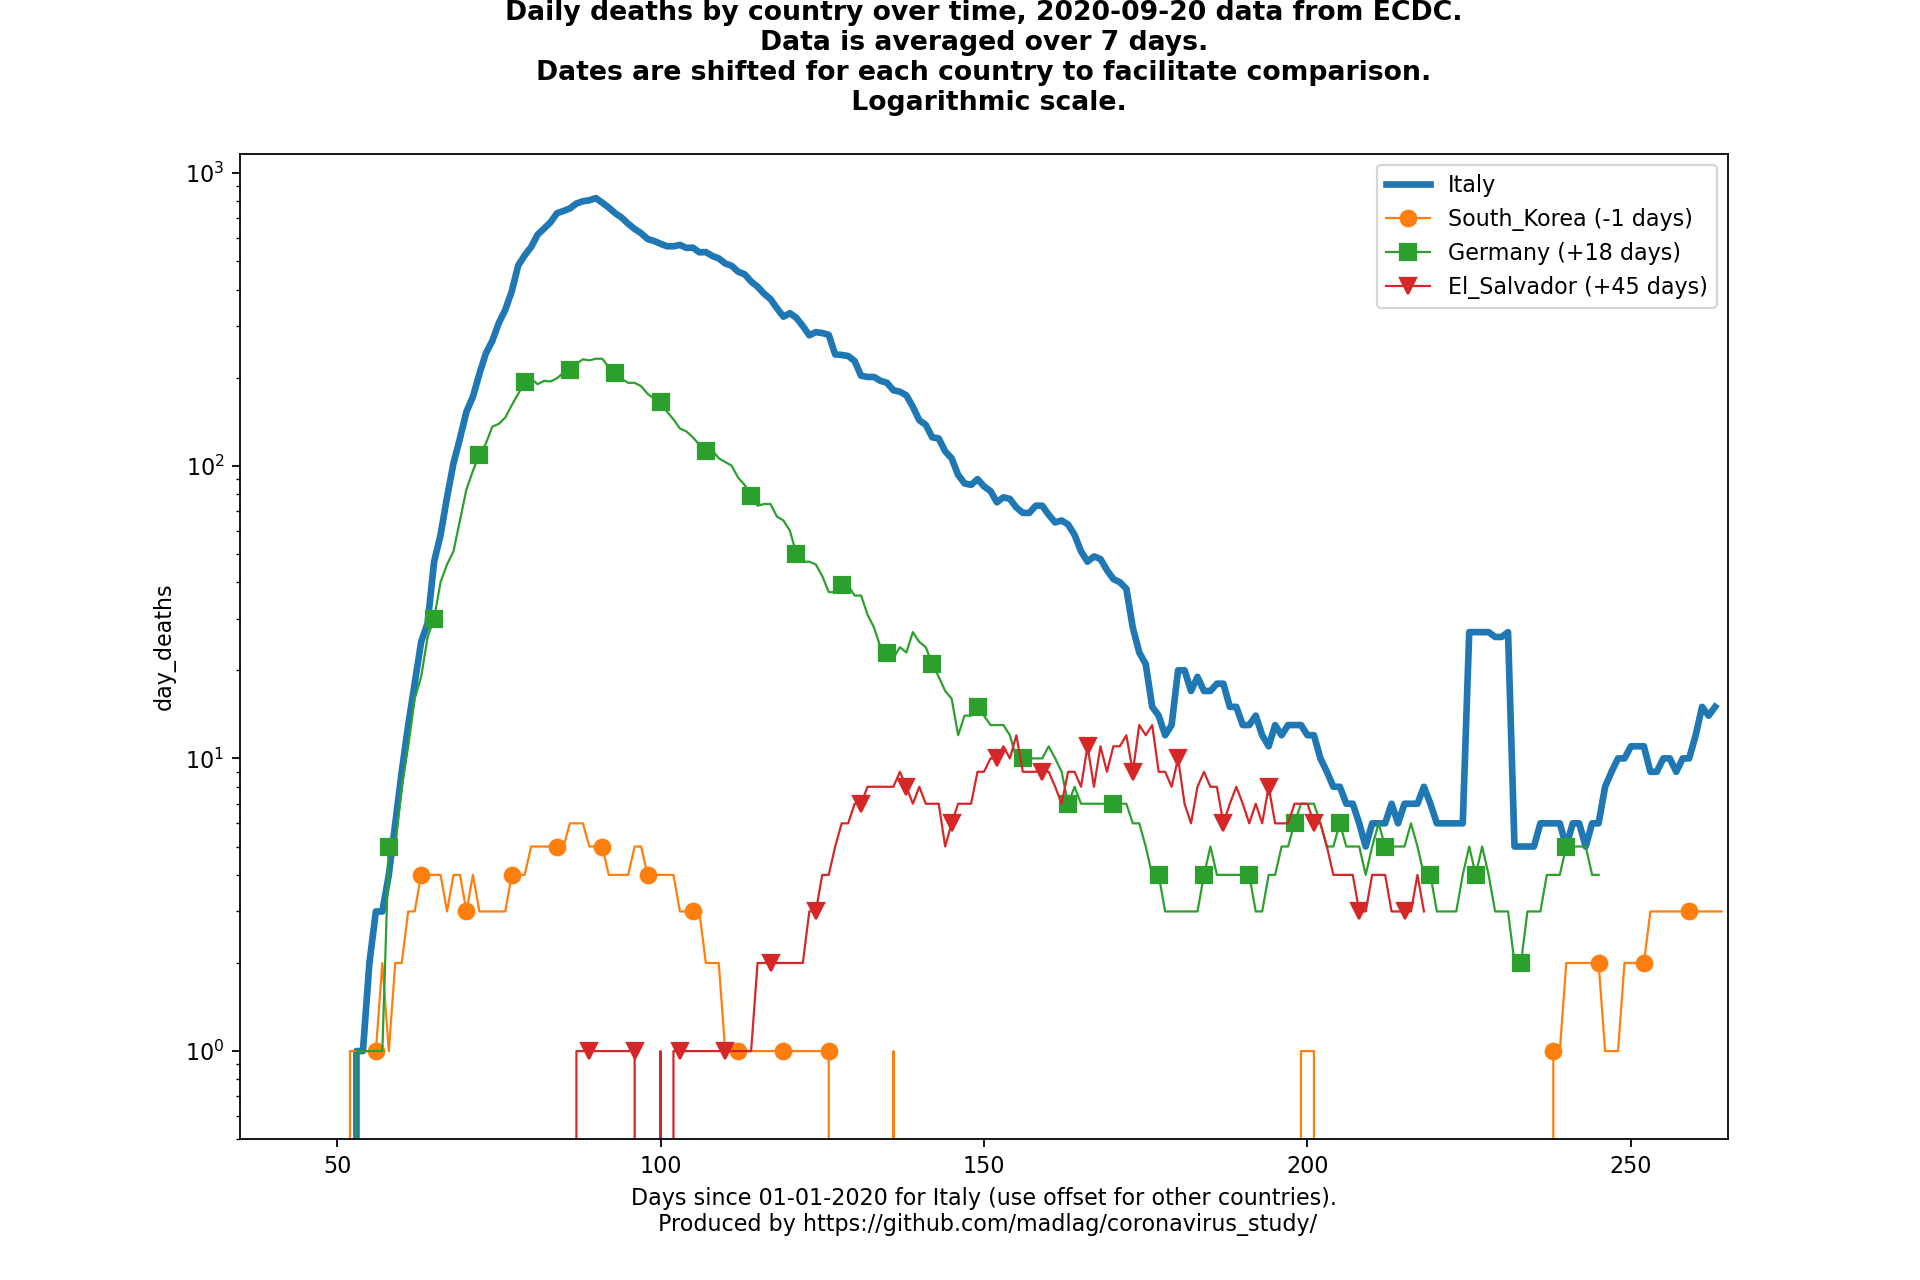 Daily deaths by country over time, 2020-09-20 data from ECDC.
Data is averaged over 7 days.
Dates are shifted for each country to facilitate comparison.
Logarithmic scale.
10³
10²
10¹
10⁰
day_deaths
Italy
South_Korea (-1 days)
Germany (+18 days)
El_Salvador (+45 days)
50
100
150
200
250
Days since 01-01-2020 for Italy (use offset for other countries).
Produced by https://github.com/madlag/coronavirus_study/